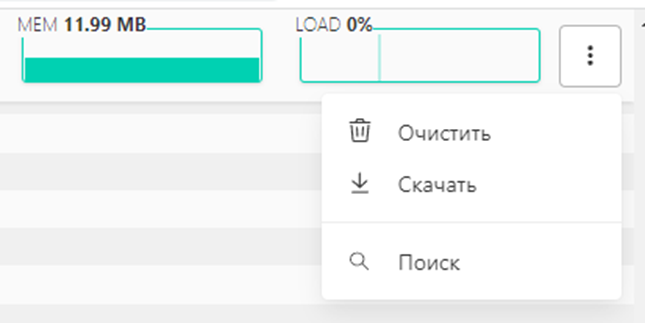 MEM 11.99 MB
LOAD 0%
Очистить
Скачать
Поиск